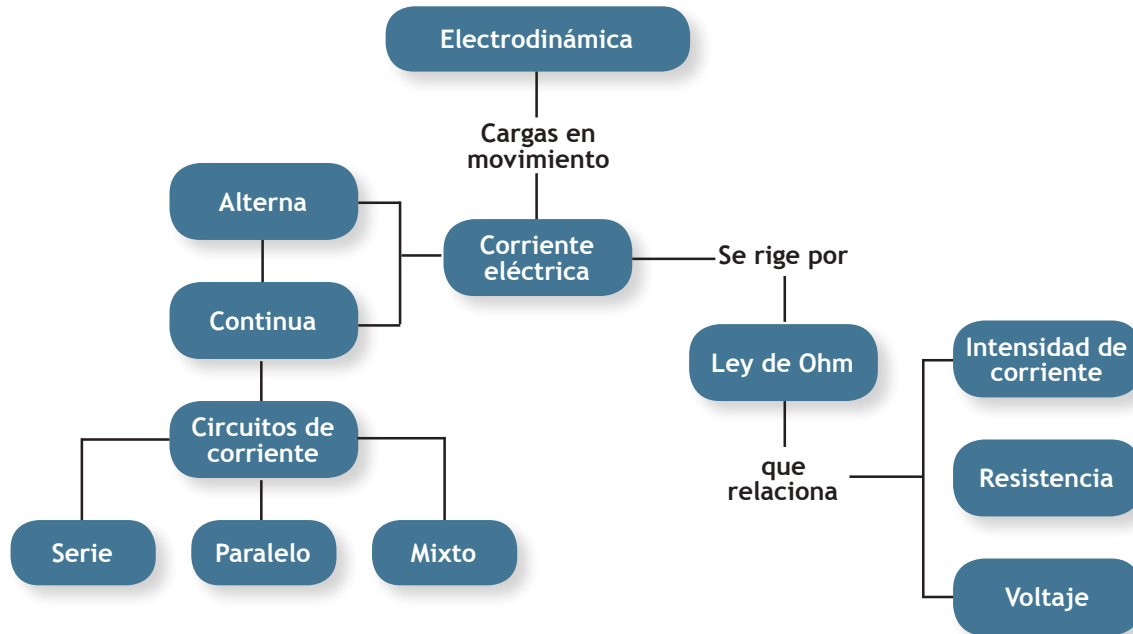 Electrodinámica
Cargas en
movimiento
Alterna
Corriente
eléctrica
Se rige por
Continua
Ley de Ohm
Intensidad de
corriente
Circuitos de
corriente
que
relaciona
Resistencia
Serie
Paralelo
Mixto
Voltaje